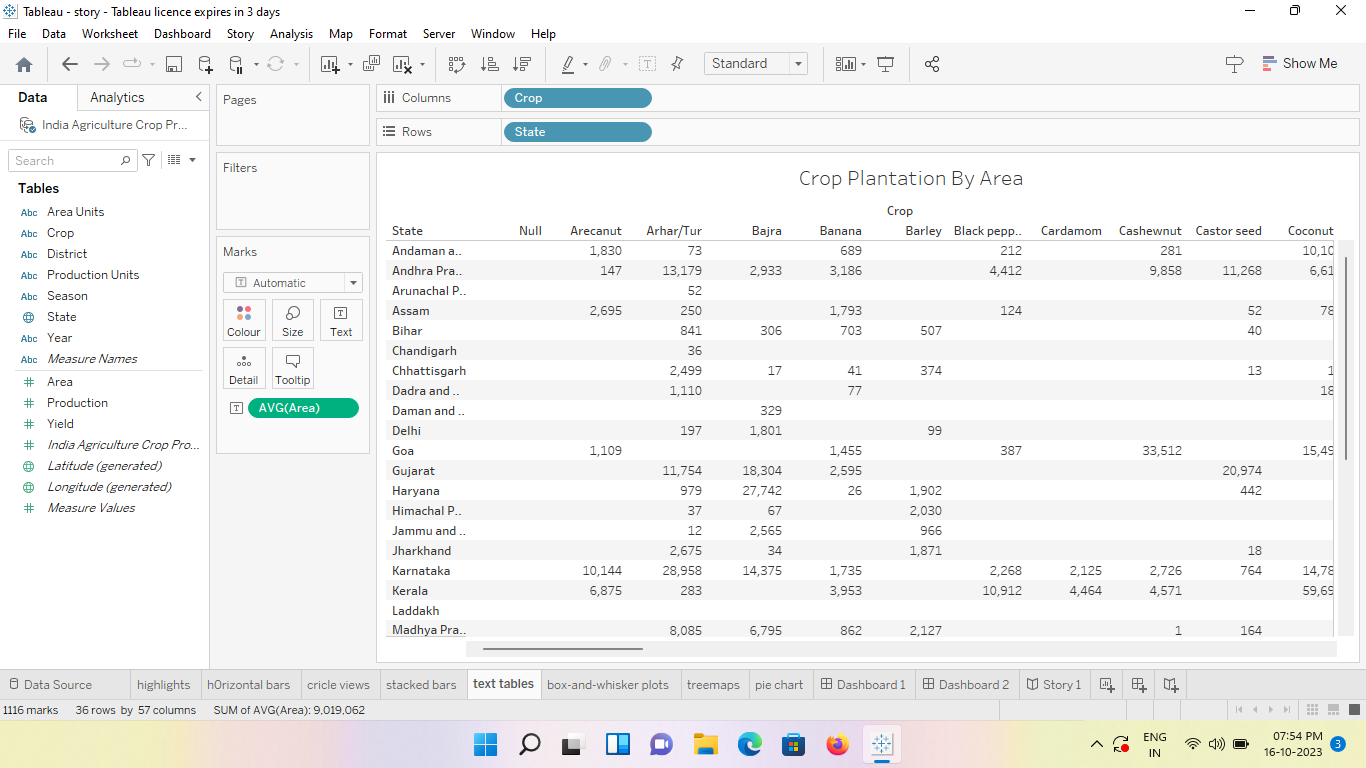 Tableau - story - Tableau licence expires in 3 days
File Data Worksheet Dashboard Story Analysis Map Format Server Window Help
Standard
Show Me
Data Analytics
India Agriculture Crop Pr...
Search
Tables
Abc Area Units
Abc Crop
Abc District
Abc Production Units
Abc Season
State
Abc Year
Abc Measure Names
# Area
# Production
# Yield
# India Agriculture Crop Pro...
Latitude (generated)
Longitude (generated)
# Measure Values
Pages
Filters
Marks
T Automatic
Colour Size Text
Detail Tooltip
T AVG(Area)
Columns Crop
Rows State
Crop Plantation By Area
Crop
State Null Arecanut Arhar/Tur Bajra Banana Barley Black pepp.. Cardamom Cashewnut Castor seed Coconut
Andaman a.. 1,830 73 689 212 281 10,10
Andhra Pra.. 147 13,179 2,933 3,186 4,412 9,858 11,268 6,61
Arunachal P.. 52
Assam 2,695 250 1,793 124 52 78
Bihar 841 306 703 507 40
Chandigarh 36
Chhattisgarh 2,499 17 41 374 13 1
Dadra and .. 1,110 77 18
Daman and .. 329
Delhi 197 1,801 99
Goa 1,109 1,455 387 33,512 15,49
Gujarat 11,754 18,304 2,595 20,974
Haryana 979 27,742 26 1,902 442
Himachal P.. 37 67 2,030
Jammu and .. 12 2,565 966
Jharkhand 2,675 34 1,871 18
Karnataka 10,144 28,958 14,375 1,735 2,268 2,125 2,726 764 14,78
Kerala 6,875 283 3,953 10,912 4,464 4,571 59,69
Laddakh
Madhya Pra.. 8,085 6,795 862 2,127 1 164
Data Source highlights h0rizontal bars cricle views stacked bars text tables box-and-whisker plots treemaps pie chart Dashboard 1 Dashboard 2 Story 1
1116 marks 36 rows by 57 columns SUM of AVG(Area): 9,019,062
ENG
IN
07:54 PM
16-10-2023
3